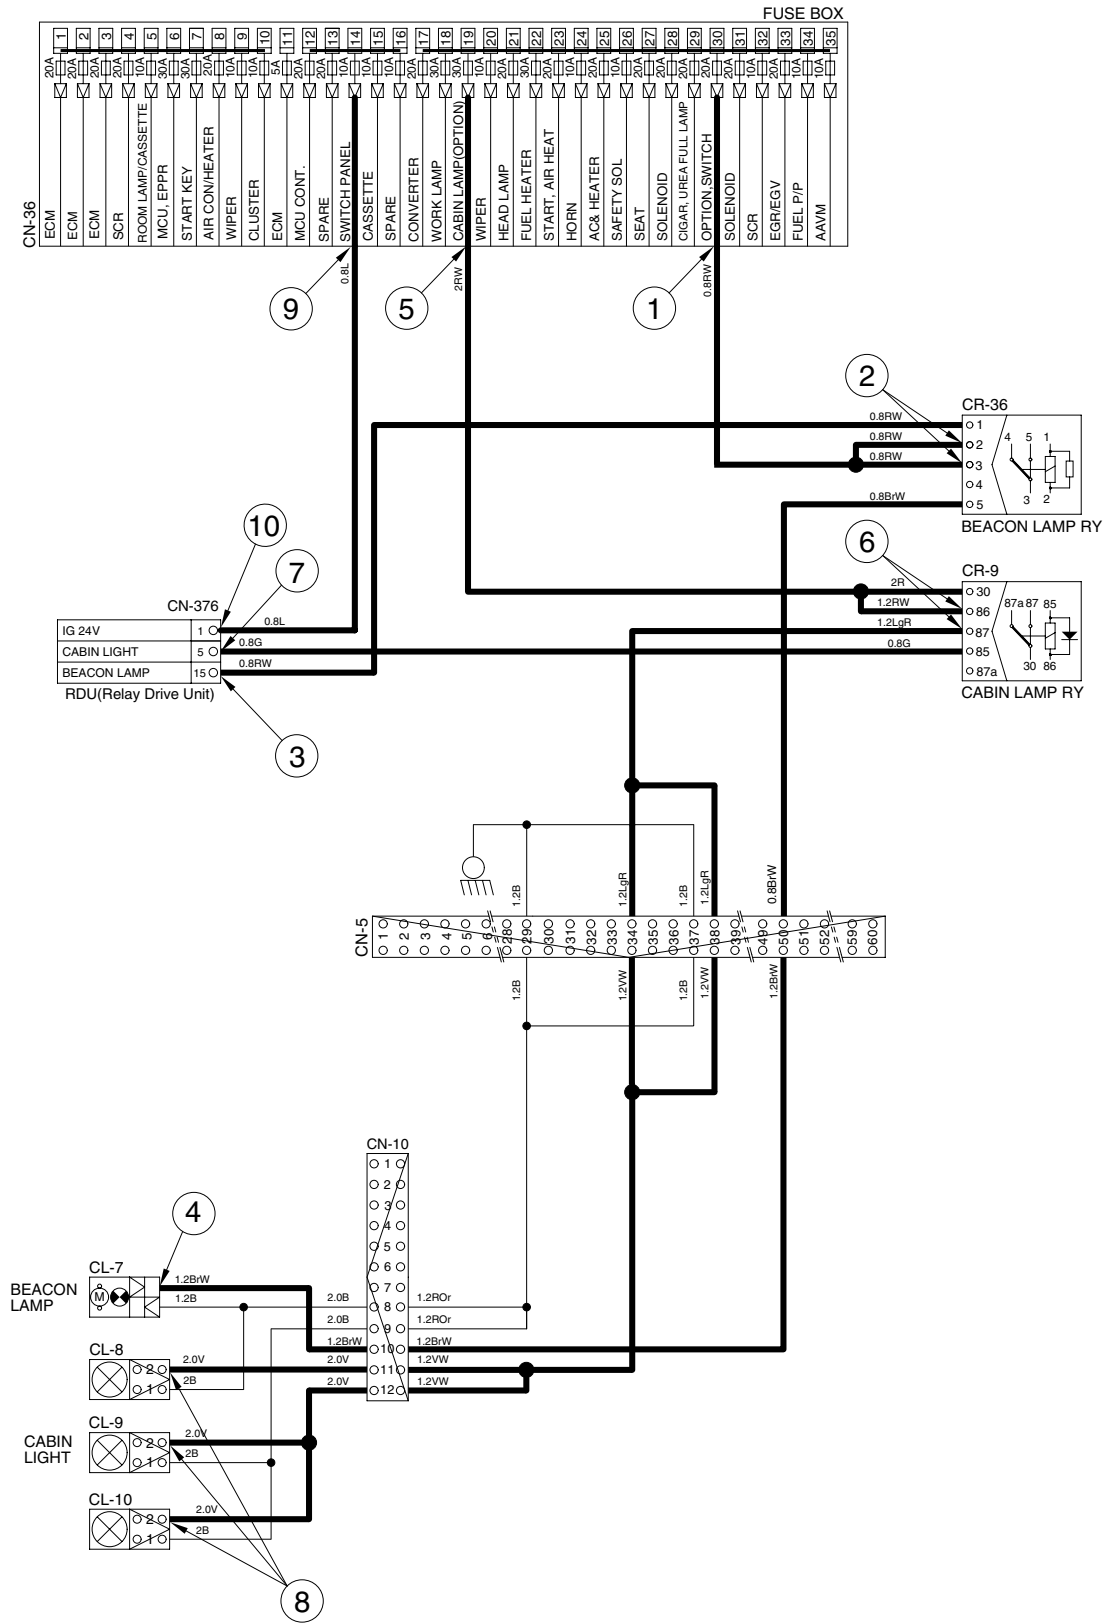 FUSE BOX
1 2 3 4 5 6 7 8 9 10 11 12 13 14 15 16 17 18 19 20 21 22 23 24 25 26 27 28 29 30 31 32 33 34 35
20A 20A 20A 20A 10A 30A 30A 20A 10A 10A 5A 20A 20A 10A 10A 10A 20A 30A 30A 10A 20A 20A 20A 10A 20A 10A 20A 20A 20A 20A 20A 10A 20A 10A 10A
CN-36
ECM
ECM
ECM
SCR
ROOM LAMP/CASSETTE
MCU, EPPR
START KEY
AIR CON/HEATER
WIPER
CLUSTER
ECM
MCU CONT.
SPARE
SWITCH PANEL
CASSETTE
SPARE
CONVERTER
WORK LAMP
CABIN LAMP(OPTION)
WIPER
HEAD LAMP
FUEL HEATER
START, AIR HEAT
HORN
AC& HEATER
SAFETY SOL
SEAT
SOLENOID
CIGAR, UREA FULL LAMP
OPTION,SWITCH
SOLENOID
SCR
EGR/EGV
FUEL P/P
AAVM
0.8L
2RW
0.8RW
9
5
1
2
CR-36
0.8RW
1
0.8RW
2
0.8RW
3
4
0.8BrW
5
4 5 1
3 2
BEACON LAMP RY
10
6
7
CR-9
2R
30
1.2RW
86
1.2LgR
87
0.8G
85
87a
87a 87 85
30 86
CABIN LAMP RY
CN-376
IG 24V 1 0.8L
CABIN LIGHT 5 0.8G
BEACON LAMP 15 0.8RW
RDU(Relay Drive Unit)
3
1.2B 1.2LgR 1.2B 1.2LgR 0.8BrW
CN-5
1 2 3 4 5 6 28 29 30 31 32 33 34 35 36 37 38 39 49 50 51 52 59 60
1.2B 1.2VW 1.2B 1.2VW 1.2BrW
CN-10
1
2
3
4
5
6
7
2.0B 8 1.2ROr
2.0B 9 1.2ROr
1.2BrW 10 1.2BrW
2.0V 11 1.2VW
2.0V 12 1.2VW
4
CL-7
BEACON
LAMP
M
1.2BrW
1.2B
CL-8
2 2.0V
1 2B
CL-9
CABIN
LIGHT
2 2.0V
1 2B
CL-10
2 2.0V
1 2B
8